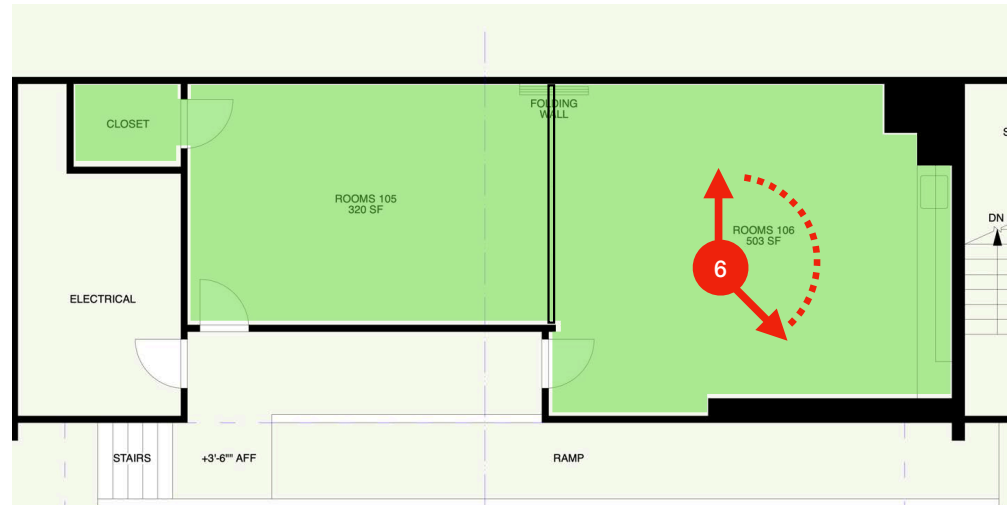 CLOSET
FOLDING
WALL
ROOMS 105
320 SF
ROOMS 106
503 SF
6
S
DN
ELECTRICAL
STAIRS
+3'-6"" AFF
RAMP